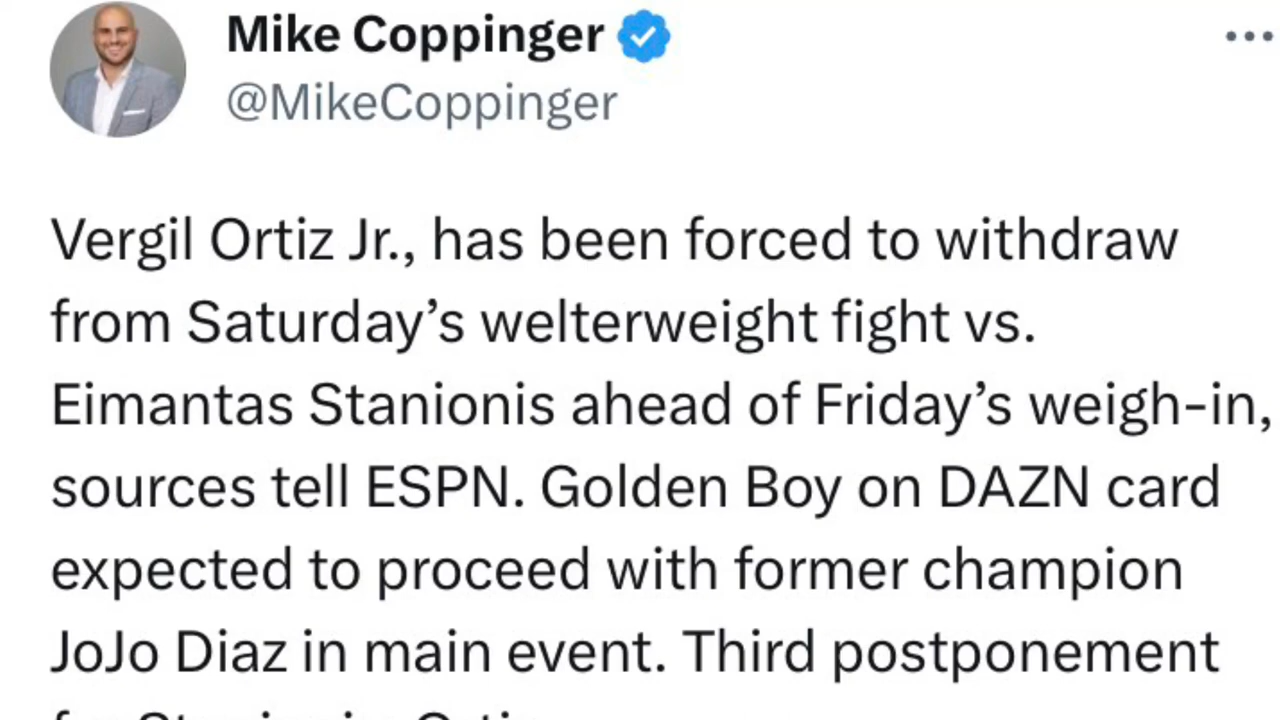 Mike Coppinger
@MikeCoppinger
Vergil Ortiz Jr., has been forced to withdraw
from Saturday’s welterweight fight vs.
Eimantas Stanionis ahead of Friday’s weigh-in,
sources tell ESPN. Golden Boy on DAZN card
expected to proceed with former champion
JoJo Diaz in main event. Third postponement